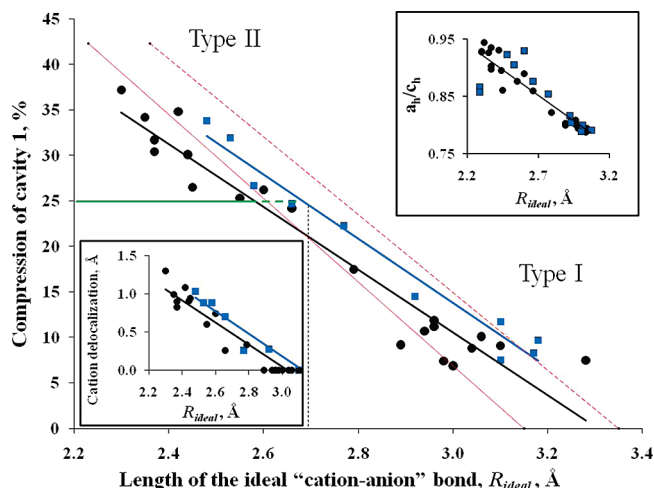 45
40
35
30
25
20
15
10
5
0
Compression of cavity 1, %
Type II
Type I
0.95
0.85
0.75
a_h/c_h
2.3 2.7 3.1
R_ideal, Å
1.5
1.0
0.5
0.0
Cation delocalization, Å
2.2 2.4 2.6 2.8 3.0
R_ideal, Å
2.2 2.4 2.6 2.8 3.0 3.2 3.4
Length of the ideal “cation-anion” bond, R_ideal, Å